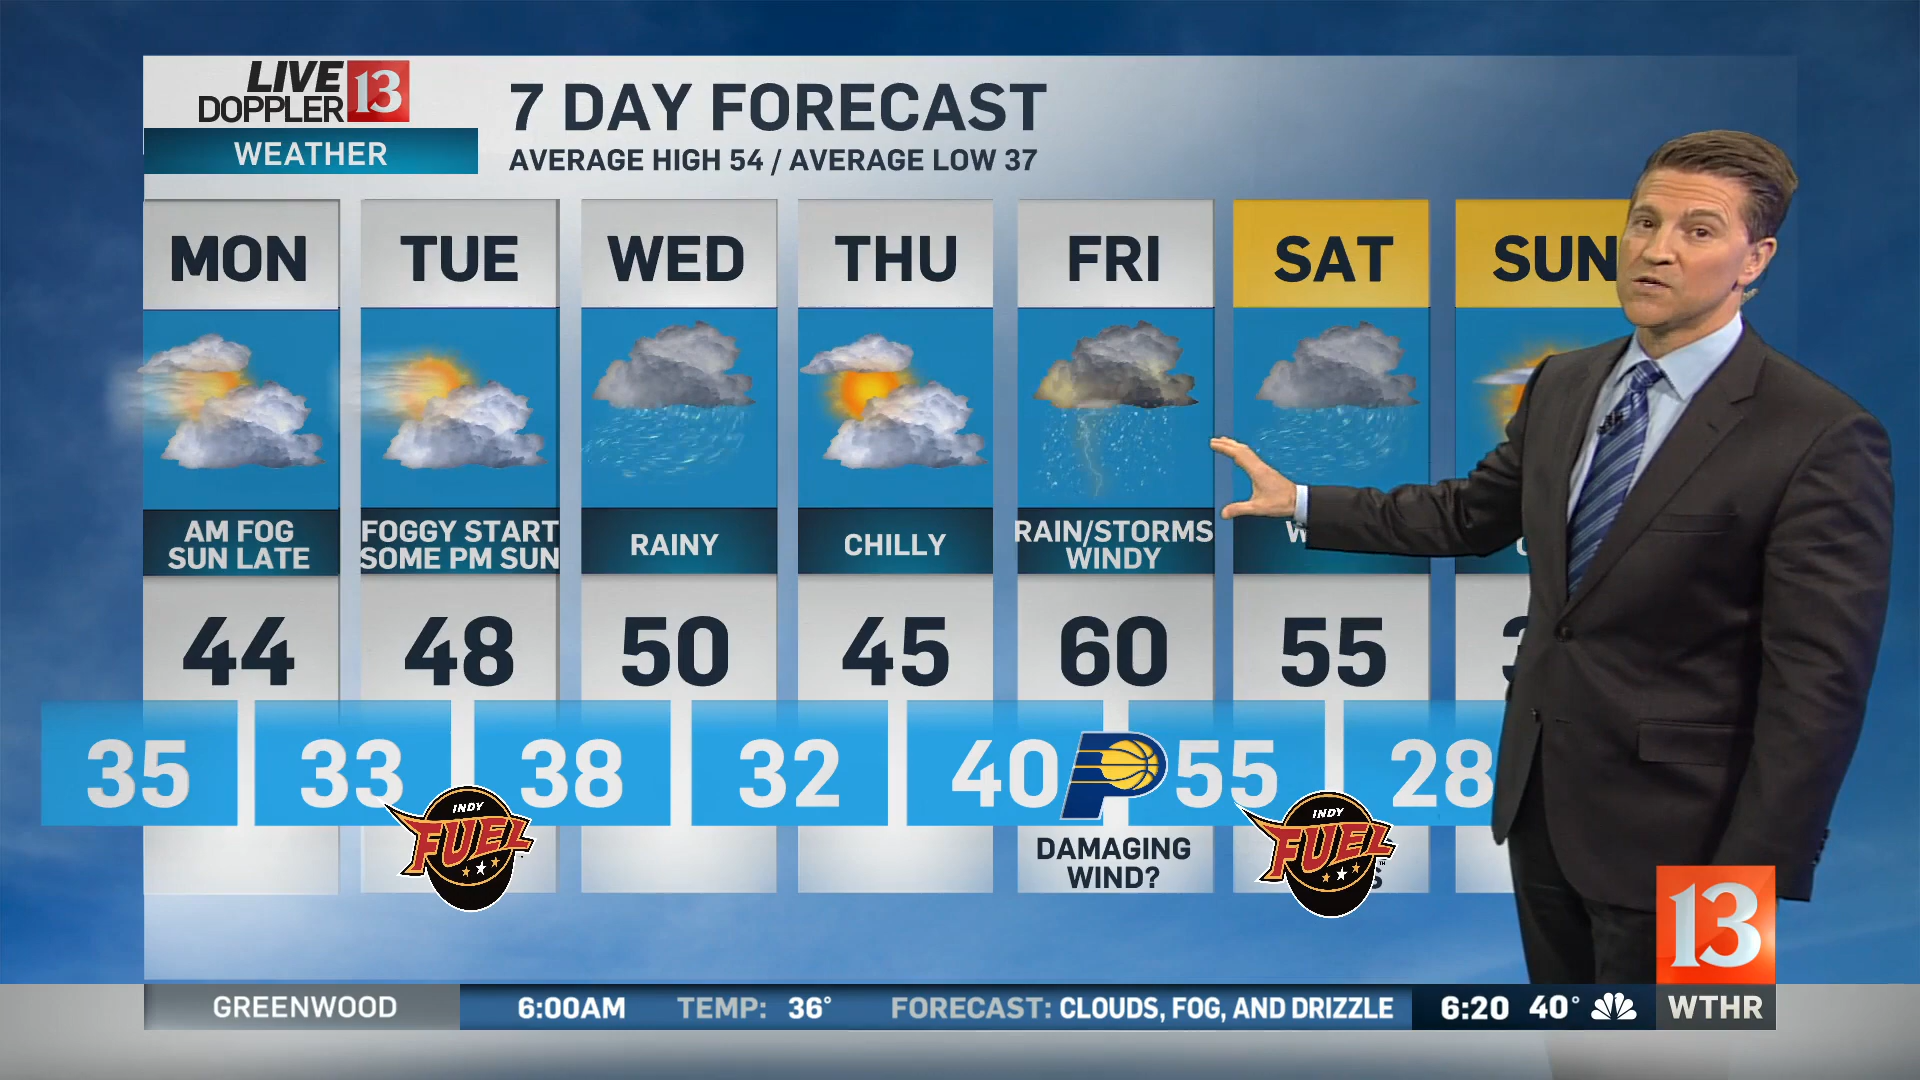 LIVE
DOPPLER 13
WEATHER
7 DAY FORECAST
AVERAGE HIGH 54 / AVERAGE LOW 37
MON TUE WED THU FRI SAT SUN
AM FOG
SUN LATE
FOGGY START
SOME PM SUN
RAINY
CHILLY
RAIN/STORMS
WINDY
44 48 50 45 60 55
35 33 38 32 40 55 28
INDY
FUEL
DAMAGING
WIND?
INDY
FUEL
13
WTHR
GREENWOOD 6:00AM TEMP: 36° FORECAST: CLOUDS, FOG, AND DRIZZLE 6:20 40°